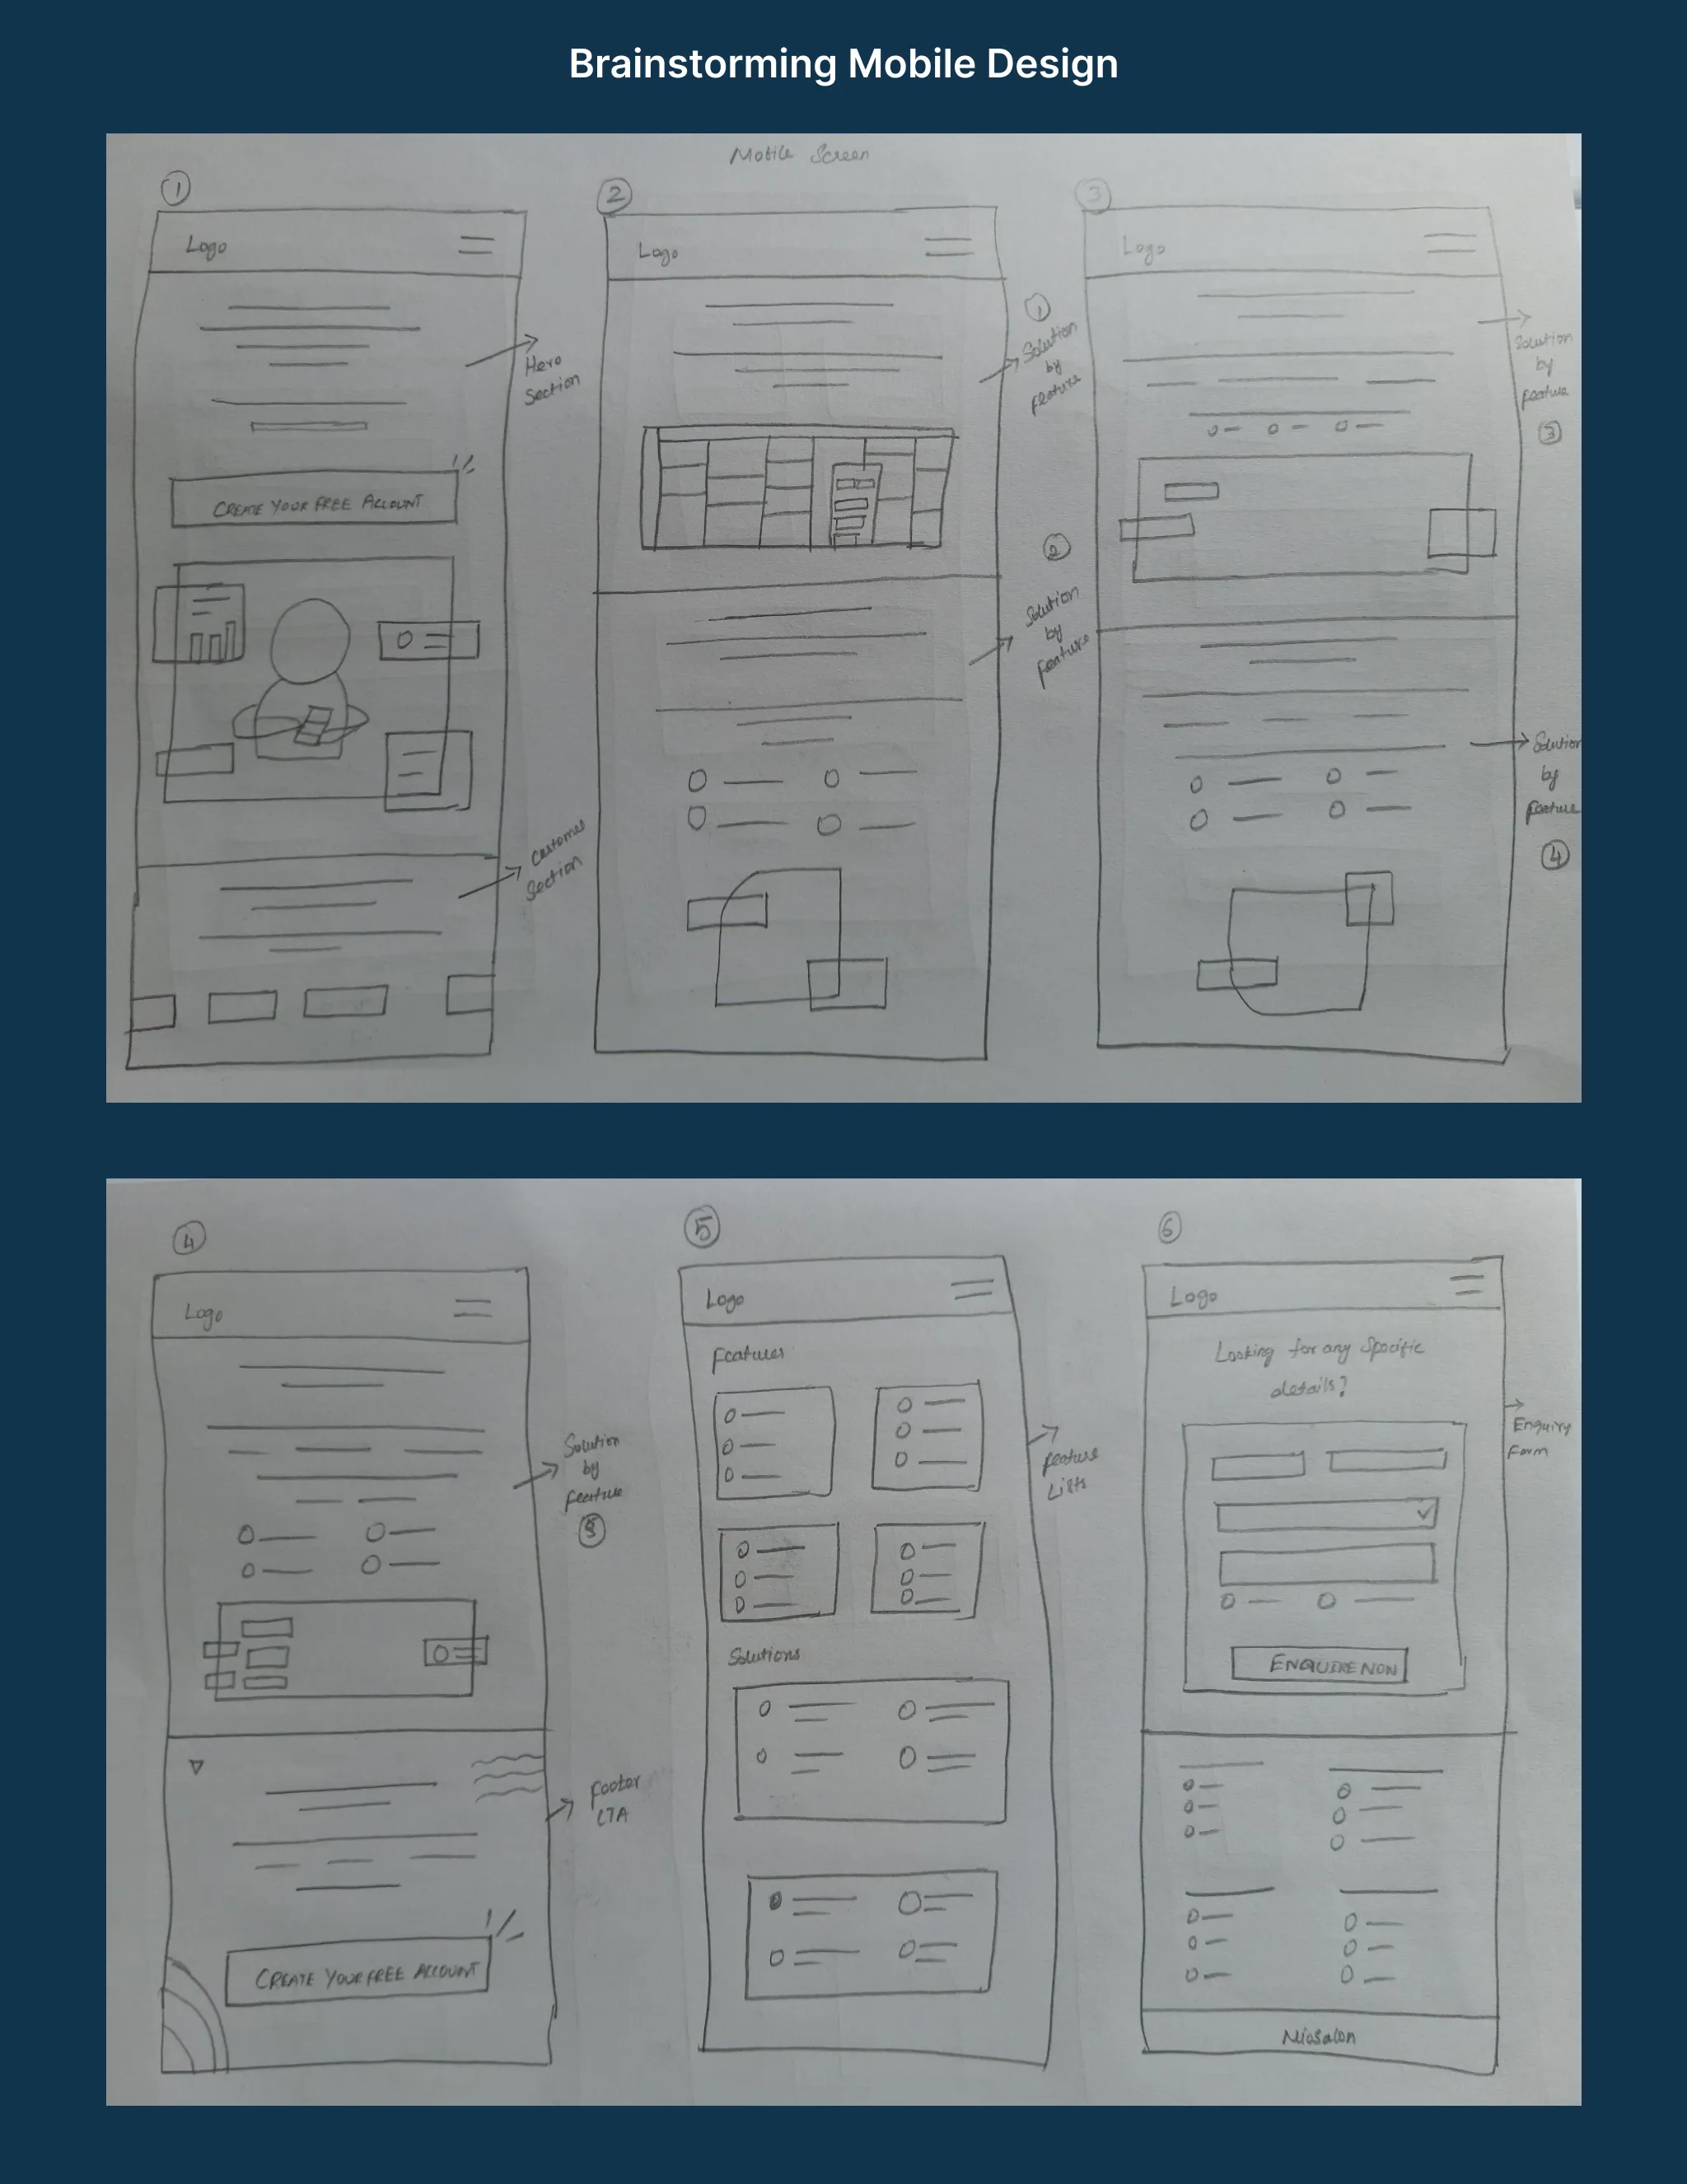 Brainstorming Mobile Design
Mobile Screen
1
Logo
Hero
Section
CREATE YOUR FREE ACCOUNT
Customer
Section
2
Logo
1
Solution
by
Feature
2
Solution
by
Feature
3
Logo
Solution
by
Feature
3
Solution
by
Feature
4
4
Logo
Solution
by
Feature
Footer
CTA
CREATE YOUR FREE ACCOUNT
5
Logo
Features
Feature
Lists
Solutions
6
Logo
Looking for any Specific
details?
Enquiry
Form
ENQUIRE NOW
Miosalon